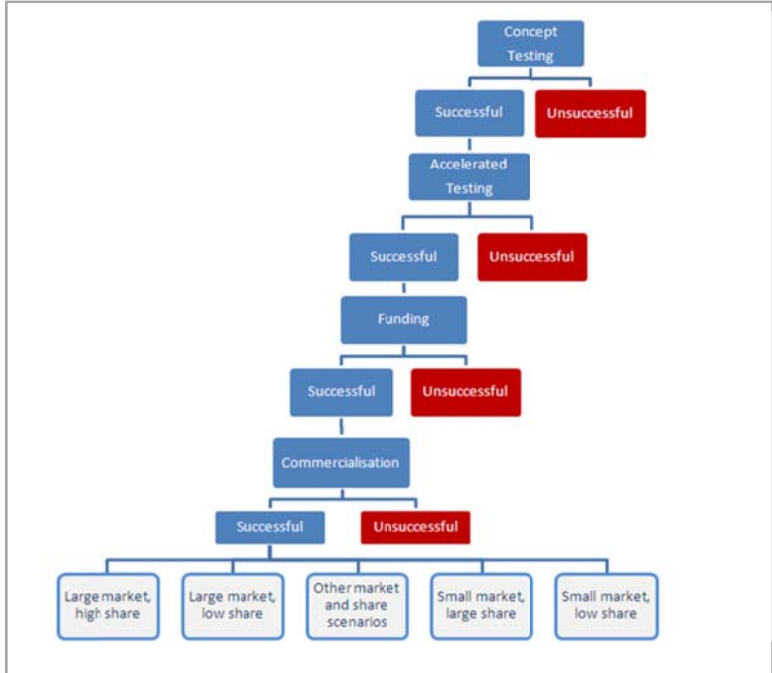 Concept
Testing
Successful
Unsuccessful
Accelerated
Testing
Successful
Unsuccessful
Funding
Successful
Unsuccessful
Commercialisation
Successful
Unsuccessful
Large market,
high share
Large market,
low share
Other market
and share
scenarios
Small market,
large share
Small market,
low share